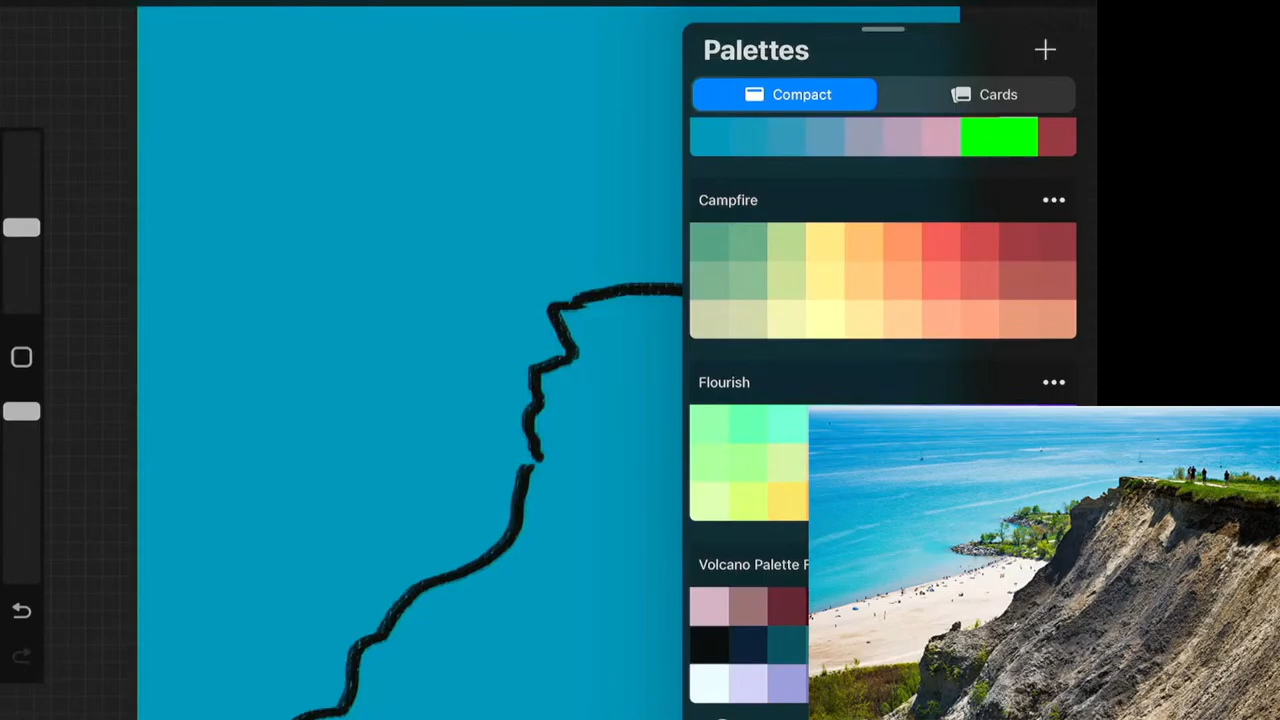 Palettes
Compact
Cards
Campfire
Flourish
Volcano Palette